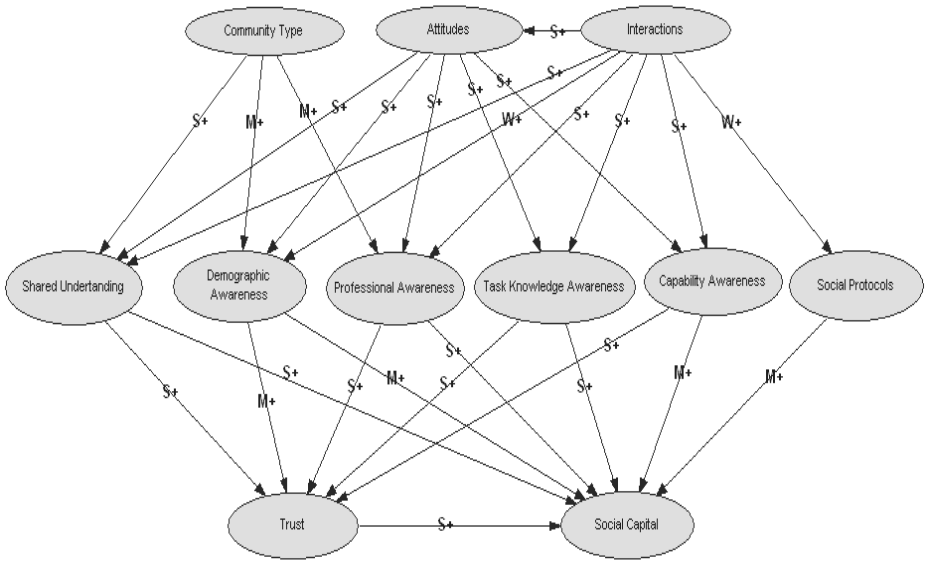 Community Type
Attitudes
S+
Interactions
S+
M+
M+
S+
S+
S+
S+
S+
S+
W+
S+
S+
S+
W+
Shared Undertanding
Demographic
Awareness
Professional Awareness
Task Knowledge Awareness
Capability Awareness
Social Protocols
S+
S+
M+
S+
M+
S+
S+
S+
S+
M+
M+
Trust
S+
Social Capital